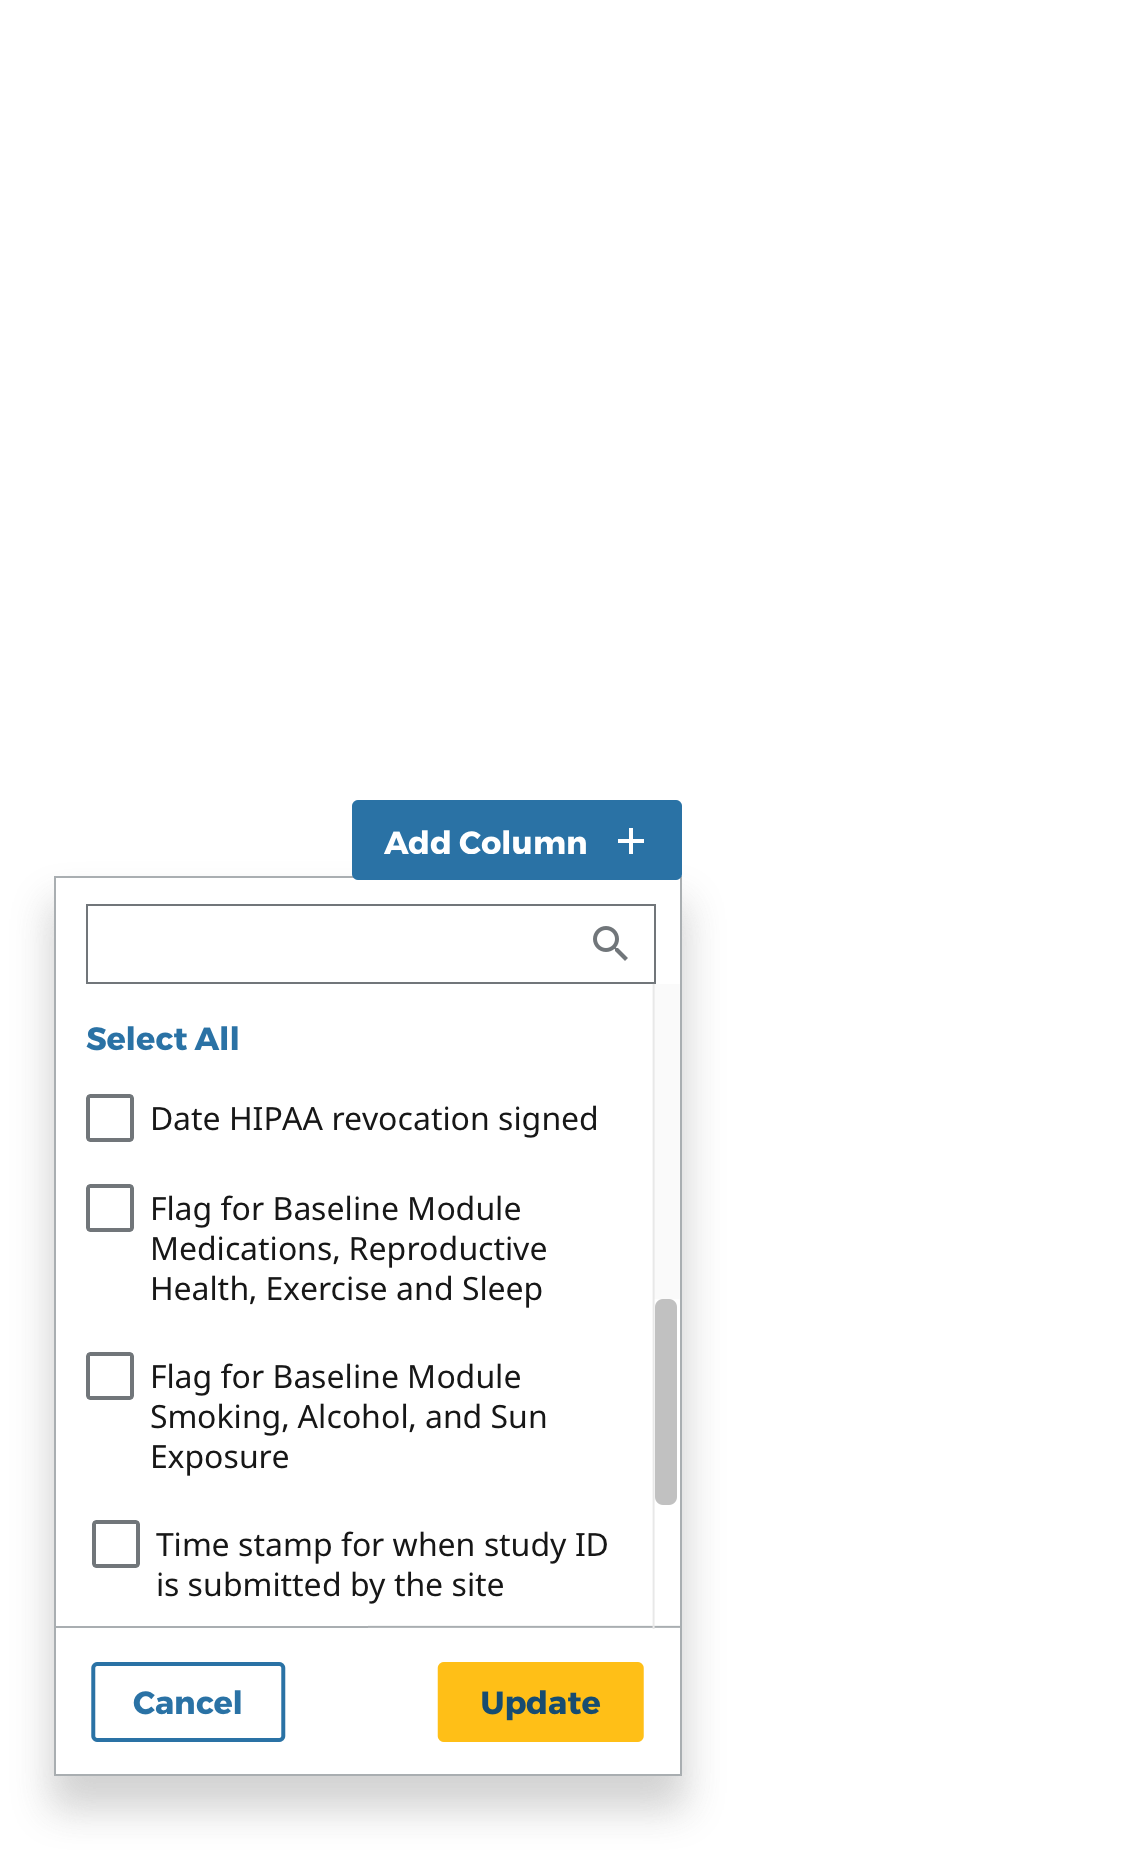 Add Column
Select All
Date HIPAA revocation signed
Flag for Baseline Module
Medications, Reproductive
Health, Exercise and Sleep
Flag for Baseline Module
Smoking, Alcohol, and Sun
Exposure
Time stamp for when study ID
is submitted by the site
Cancel
Update